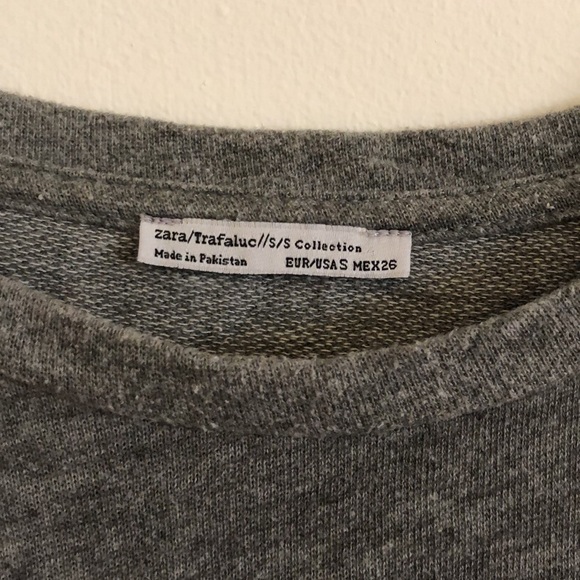 zara/Trafaluc//S/S Collection
Made in Pakistan EUR/USA S MEX26